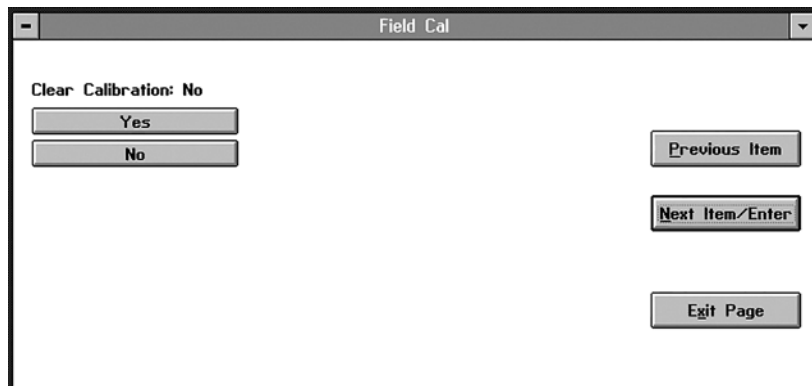 Field Cal
Clear Calibration: No
Yes
No
Previous Item
Next Item/Enter
Exit Page